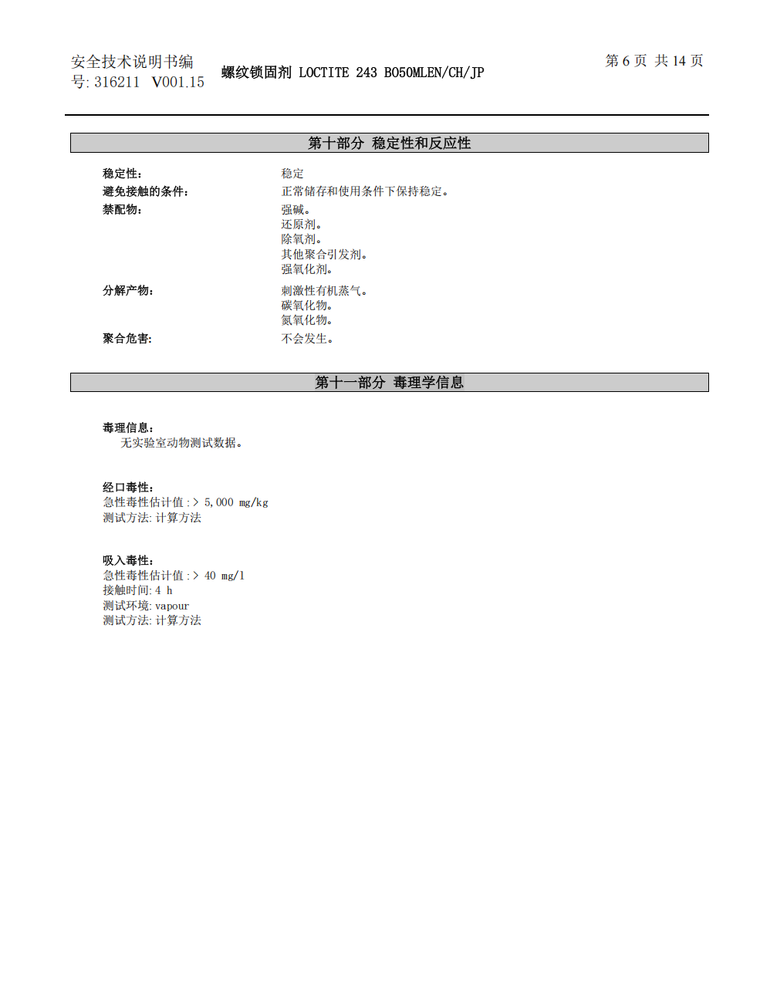 安全技术说明书编
号: 316211 V001.15
螺纹锁固剂 LOCTITE 243 BO50MLEN/CH/JP
第 6 页 共 14 页
第十部分 稳定性和反应性
稳定性： 稳定
避免接触的条件： 正常储存和使用条件下保持稳定。
禁配物： 强碱。
还原剂。
除氧剂。
其他聚合引发剂。
强氧化剂。
分解产物： 刺激性有机蒸气。
碳氧化物。
氮氧化物。
聚合危害: 不会发生。
第十一部分 毒理学信息
毒理信息：
无实验室动物测试数据。
经口毒性：
急性毒性估计值 : > 5,000 mg/kg
测试方法: 计算方法
吸入毒性：
急性毒性估计值 : > 40 mg/l
接触时间: 4 h
测试环境: vapour
测试方法: 计算方法